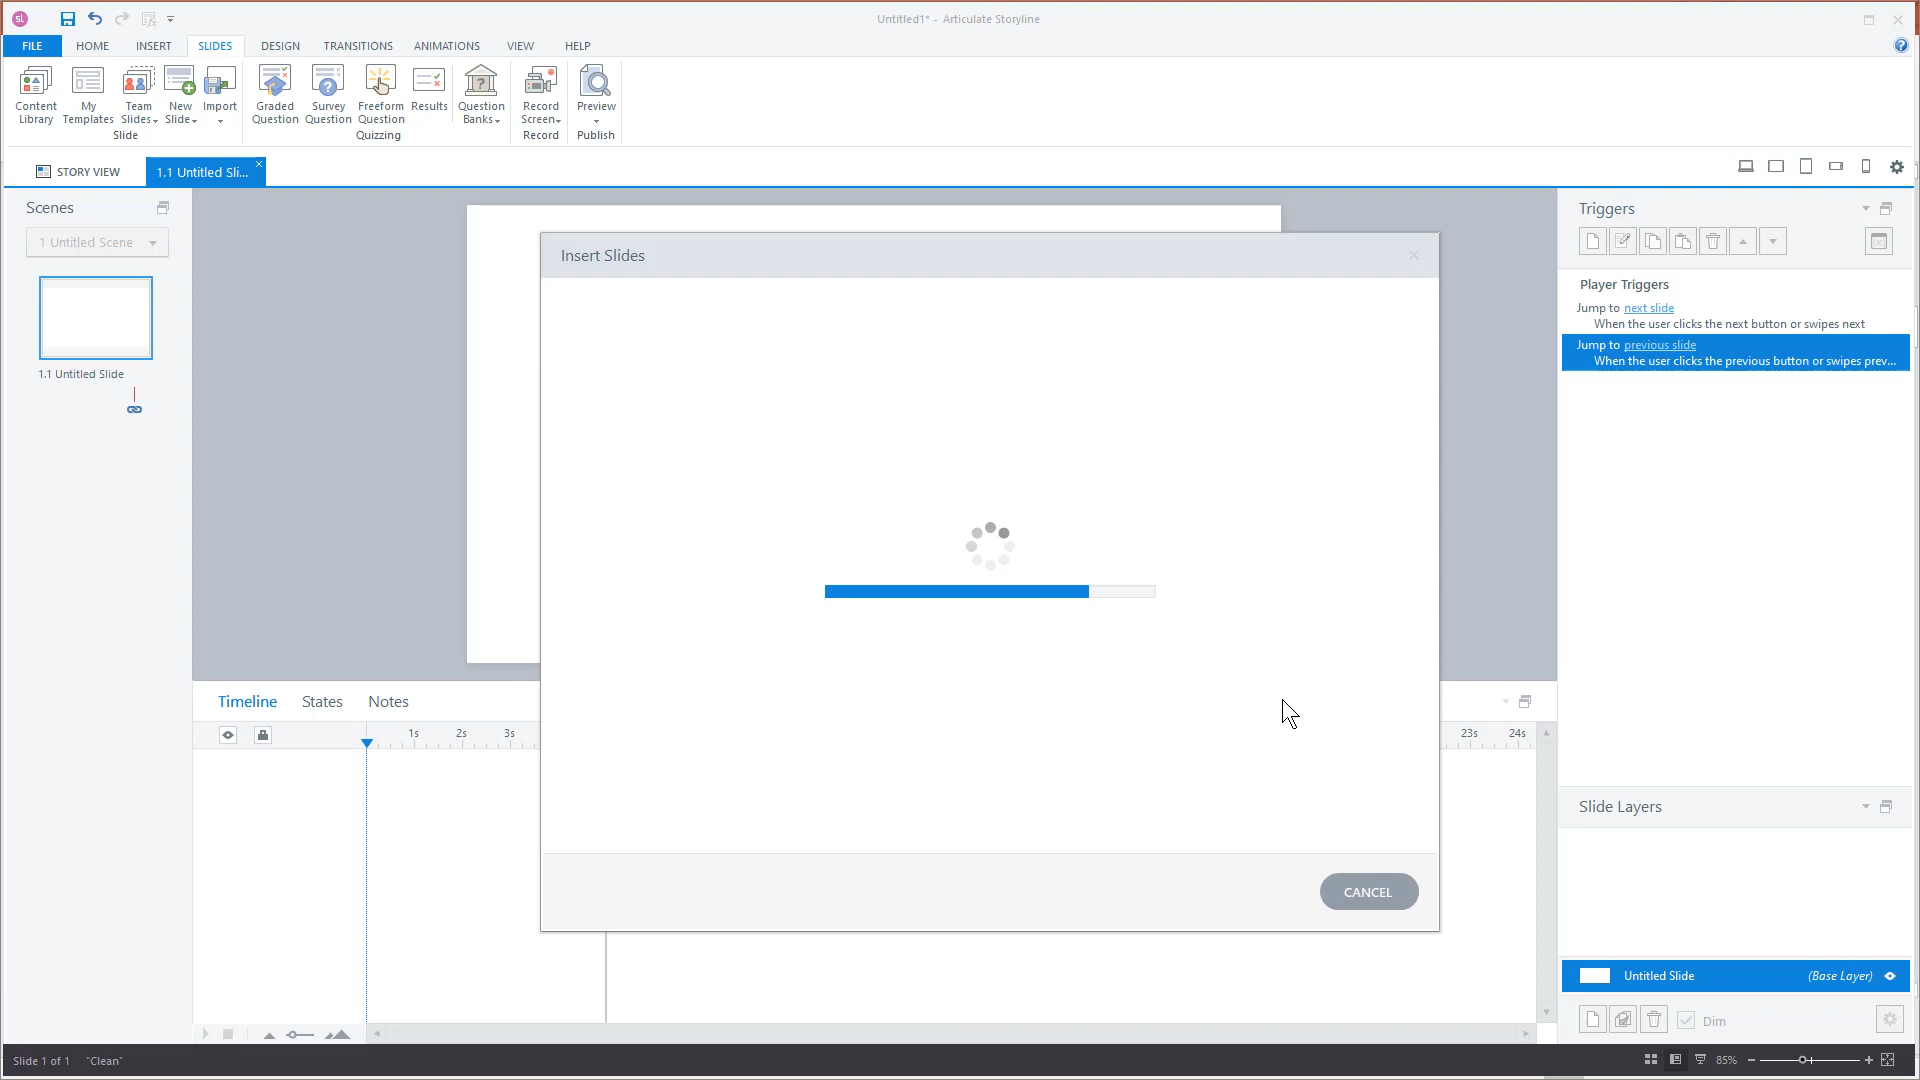 sl
Untitled1* - Articulate Storyline
FILE HOME INSERT SLIDES DESIGN TRANSITIONS ANIMATIONS VIEW HELP
?
Content Library
My Templates
Team Slides
New Slide
Import
Slide
Graded Question
Survey Question
Freeform Question
Results
Question Banks
Quizzing
Record Screen
Record
Preview
Publish
STORY VIEW
1.1 Untitled Sli...
Scenes
1 Untitled Scene
1.1 Untitled Slide
Insert Slides
CANCEL
Timeline States Notes
1s 2s 3s 23s 24s
Triggers
Player Triggers
Jump to next slide
When the user clicks the next button or swipes next
Jump to previous slide
When the user clicks the previous button or swipes prev...
Slide Layers
Untitled Slide (Base Layer)
Dim
Slide 1 of 1 "Clean"
85%